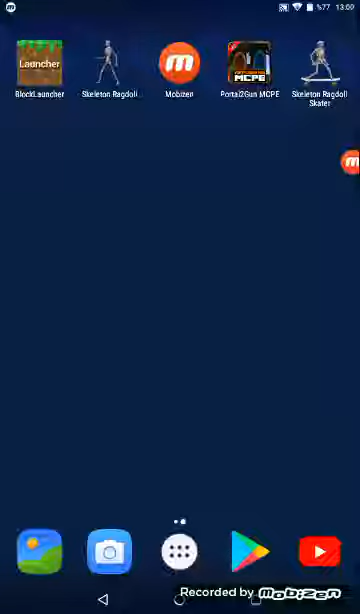 %77 13:00
Launcher
MCPE
BlockLauncher
Skeleton Ragdoll..
Mobizen
Portal2Gun MCPE
Skeleton Ragdoll
Skater
Recorded by Mobizen